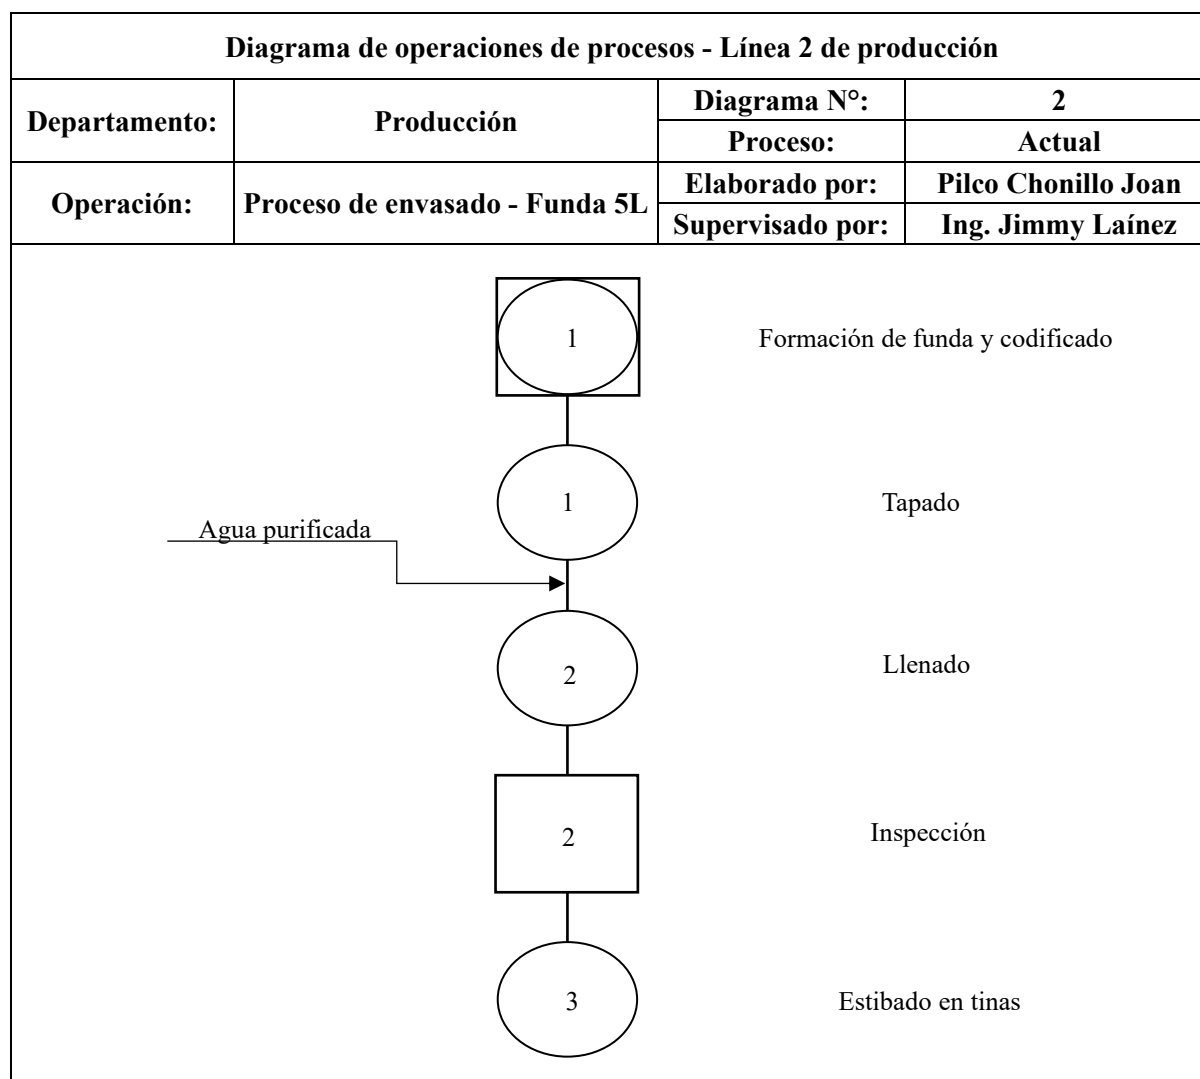 Diagrama de operaciones de procesos - Línea 2 de producción
Departamento: Producción Diagrama N°: 2
Proceso: Actual
Operación: Proceso de envasado - Funda 5L Elaborado por: Pilco Chonillo Joan
Supervisado por: Ing. Jimmy Laínez
1 Formación de funda y codificado
1 Tapado
Agua purificada
2 Llenado
2 Inspección
3 Estibado en tinas